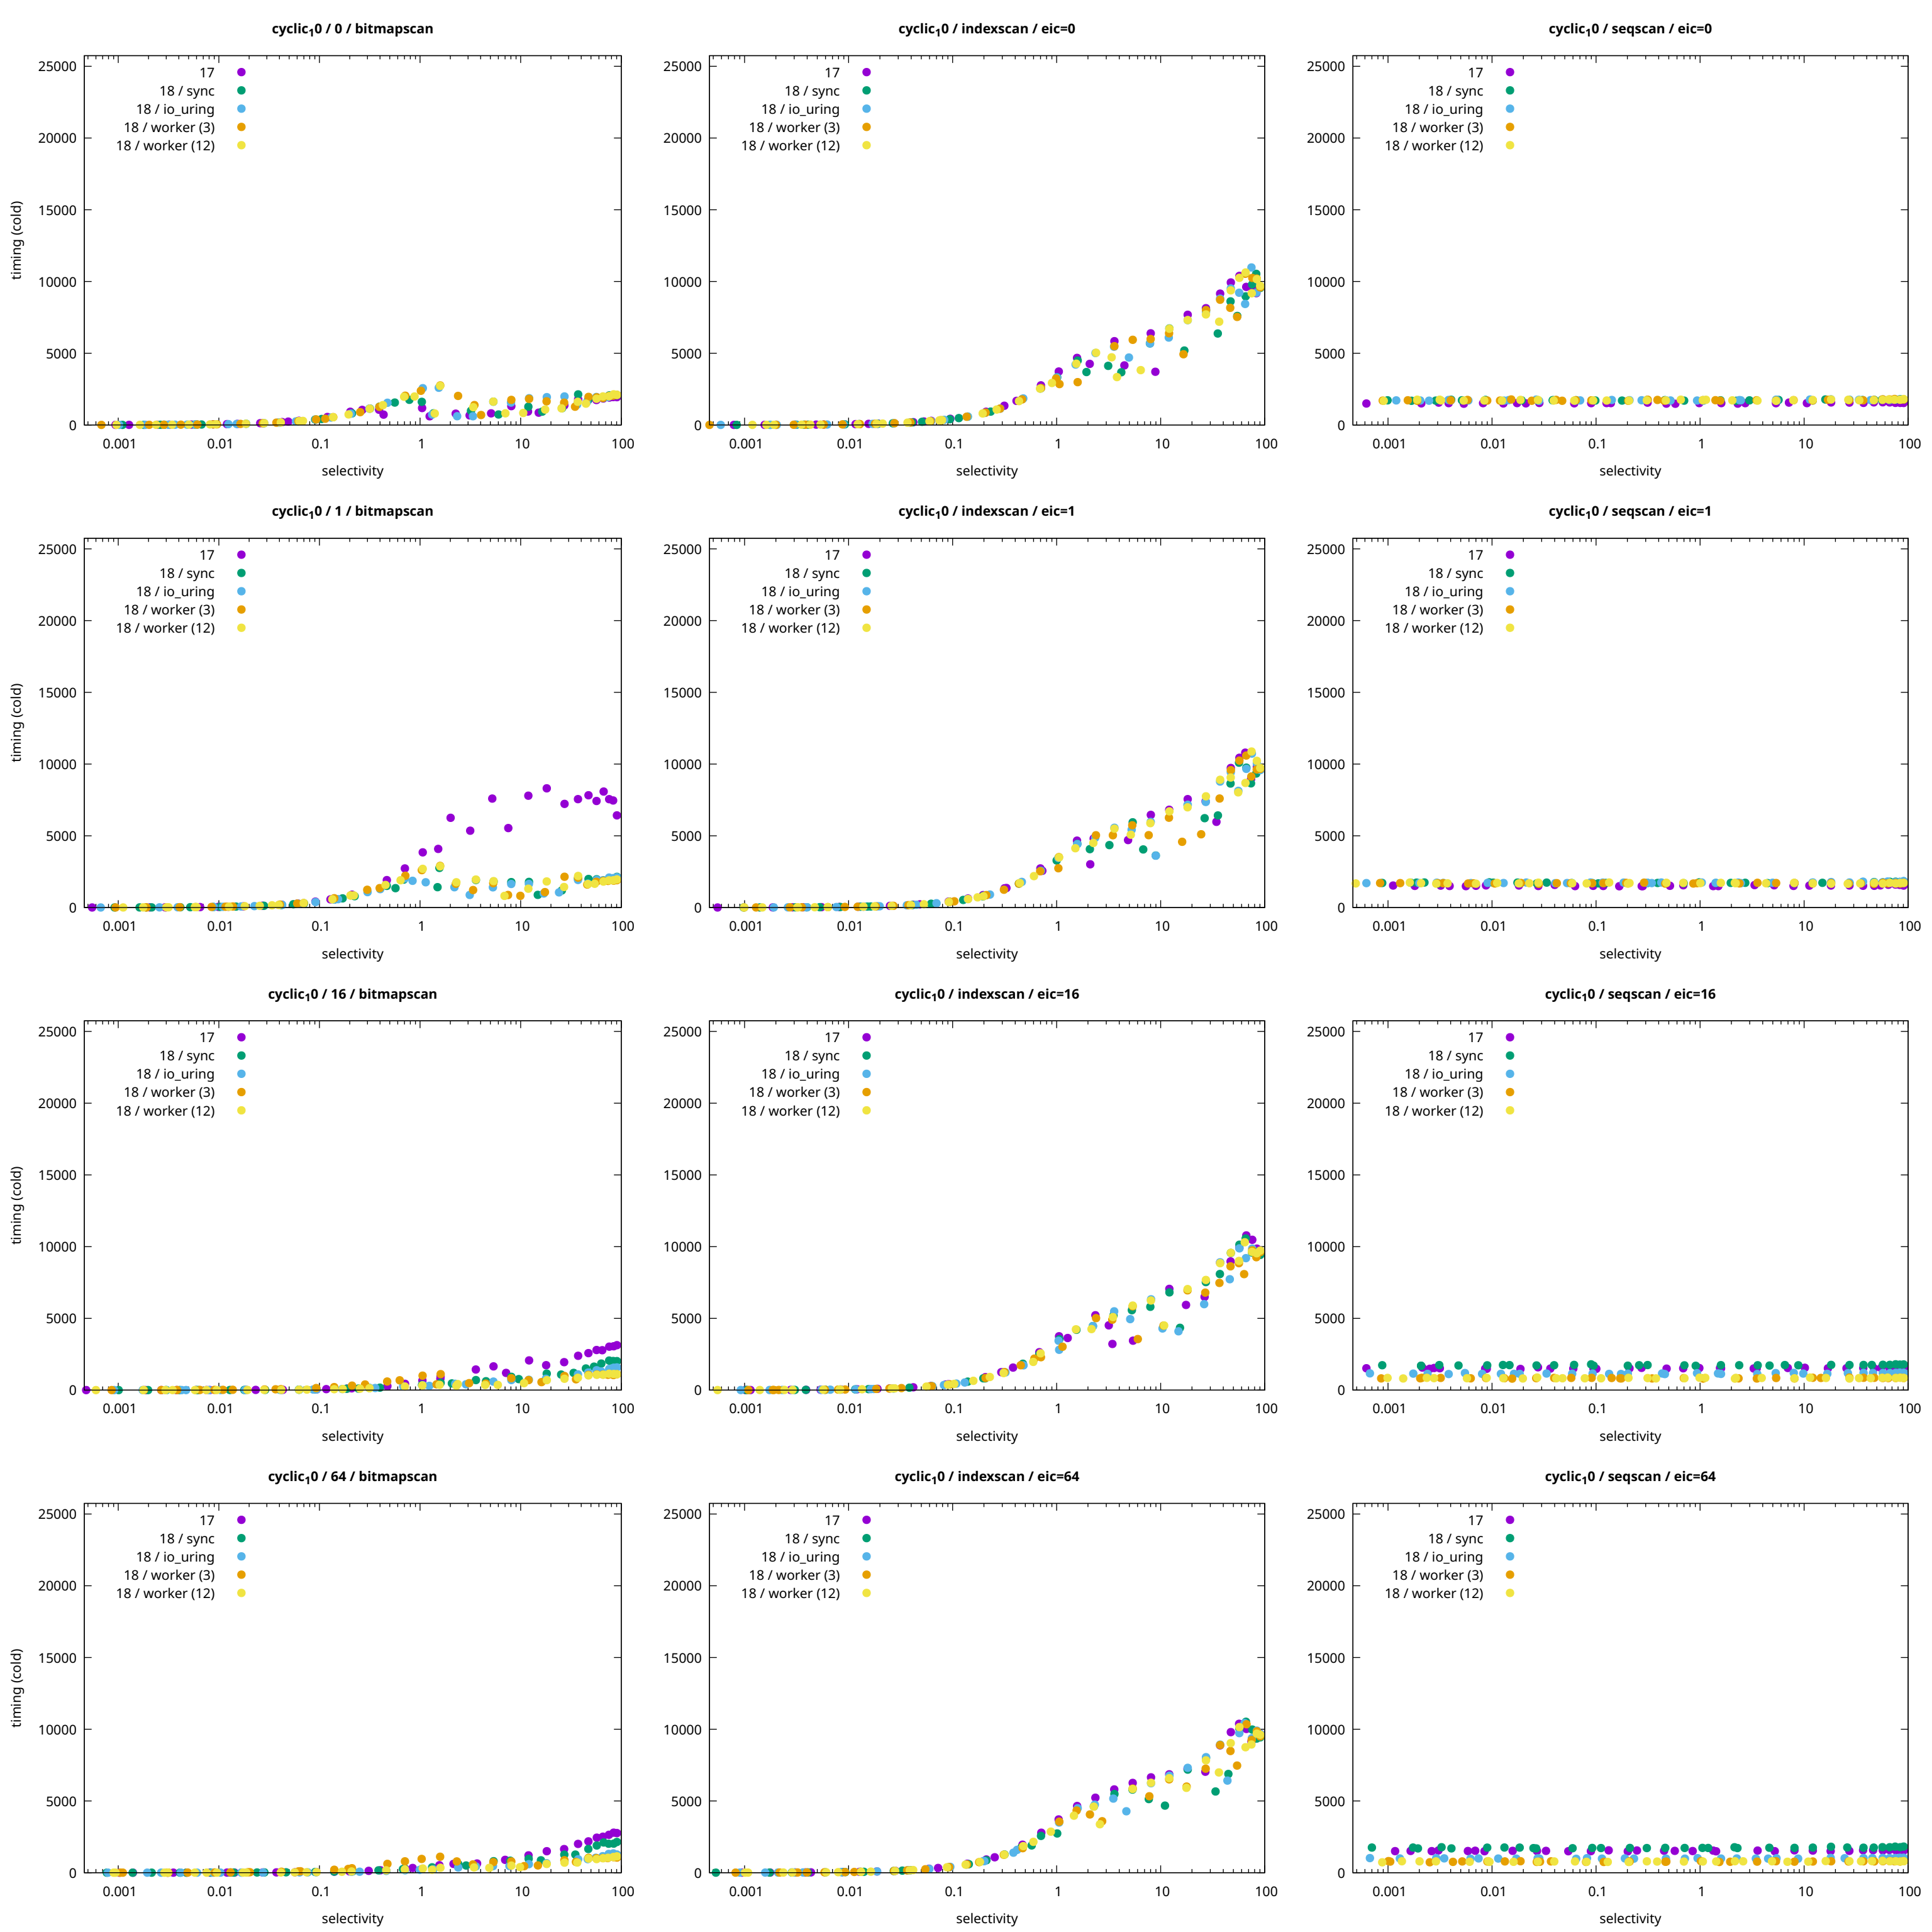 cyclic₁0 / 0 / bitmapscan
timing (cold)
25000
20000
15000
10000
5000
0
17
18 / sync
18 / io_uring
18 / worker (3)
18 / worker (12)
0.001 0.01 0.1 1 10 100
selectivity
cyclic₁0 / indexscan / eic=0
25000
20000
15000
10000
5000
0
17
18 / sync
18 / io_uring
18 / worker (3)
18 / worker (12)
0.001 0.01 0.1 1 10 100
selectivity
cyclic₁0 / seqscan / eic=0
25000
20000
15000
10000
5000
0
17
18 / sync
18 / io_uring
18 / worker (3)
18 / worker (12)
0.001 0.01 0.1 1 10 100
selectivity
cyclic₁0 / 1 / bitmapscan
timing (cold)
25000
20000
15000
10000
5000
0
17
18 / sync
18 / io_uring
18 / worker (3)
18 / worker (12)
0.001 0.01 0.1 1 10 100
selectivity
cyclic₁0 / indexscan / eic=1
25000
20000
15000
10000
5000
0
17
18 / sync
18 / io_uring
18 / worker (3)
18 / worker (12)
0.001 0.01 0.1 1 10 100
selectivity
cyclic₁0 / seqscan / eic=1
25000
20000
15000
10000
5000
0
17
18 / sync
18 / io_uring
18 / worker (3)
18 / worker (12)
0.001 0.01 0.1 1 10 100
selectivity
cyclic₁0 / 16 / bitmapscan
timing (cold)
25000
20000
15000
10000
5000
0
17
18 / sync
18 / io_uring
18 / worker (3)
18 / worker (12)
0.001 0.01 0.1 1 10 100
selectivity
cyclic₁0 / indexscan / eic=16
25000
20000
15000
10000
5000
0
17
18 / sync
18 / io_uring
18 / worker (3)
18 / worker (12)
0.001 0.01 0.1 1 10 100
selectivity
cyclic₁0 / seqscan / eic=16
25000
20000
15000
10000
5000
0
17
18 / sync
18 / io_uring
18 / worker (3)
18 / worker (12)
0.001 0.01 0.1 1 10 100
selectivity
cyclic₁0 / 64 / bitmapscan
timing (cold)
25000
20000
15000
10000
5000
0
17
18 / sync
18 / io_uring
18 / worker (3)
18 / worker (12)
0.001 0.01 0.1 1 10 100
selectivity
cyclic₁0 / indexscan / eic=64
25000
20000
15000
10000
5000
0
17
18 / sync
18 / io_uring
18 / worker (3)
18 / worker (12)
0.001 0.01 0.1 1 10 100
selectivity
cyclic₁0 / seqscan / eic=64
25000
20000
15000
10000
5000
0
17
18 / sync
18 / io_uring
18 / worker (3)
18 / worker (12)
0.001 0.01 0.1 1 10 100
selectivity